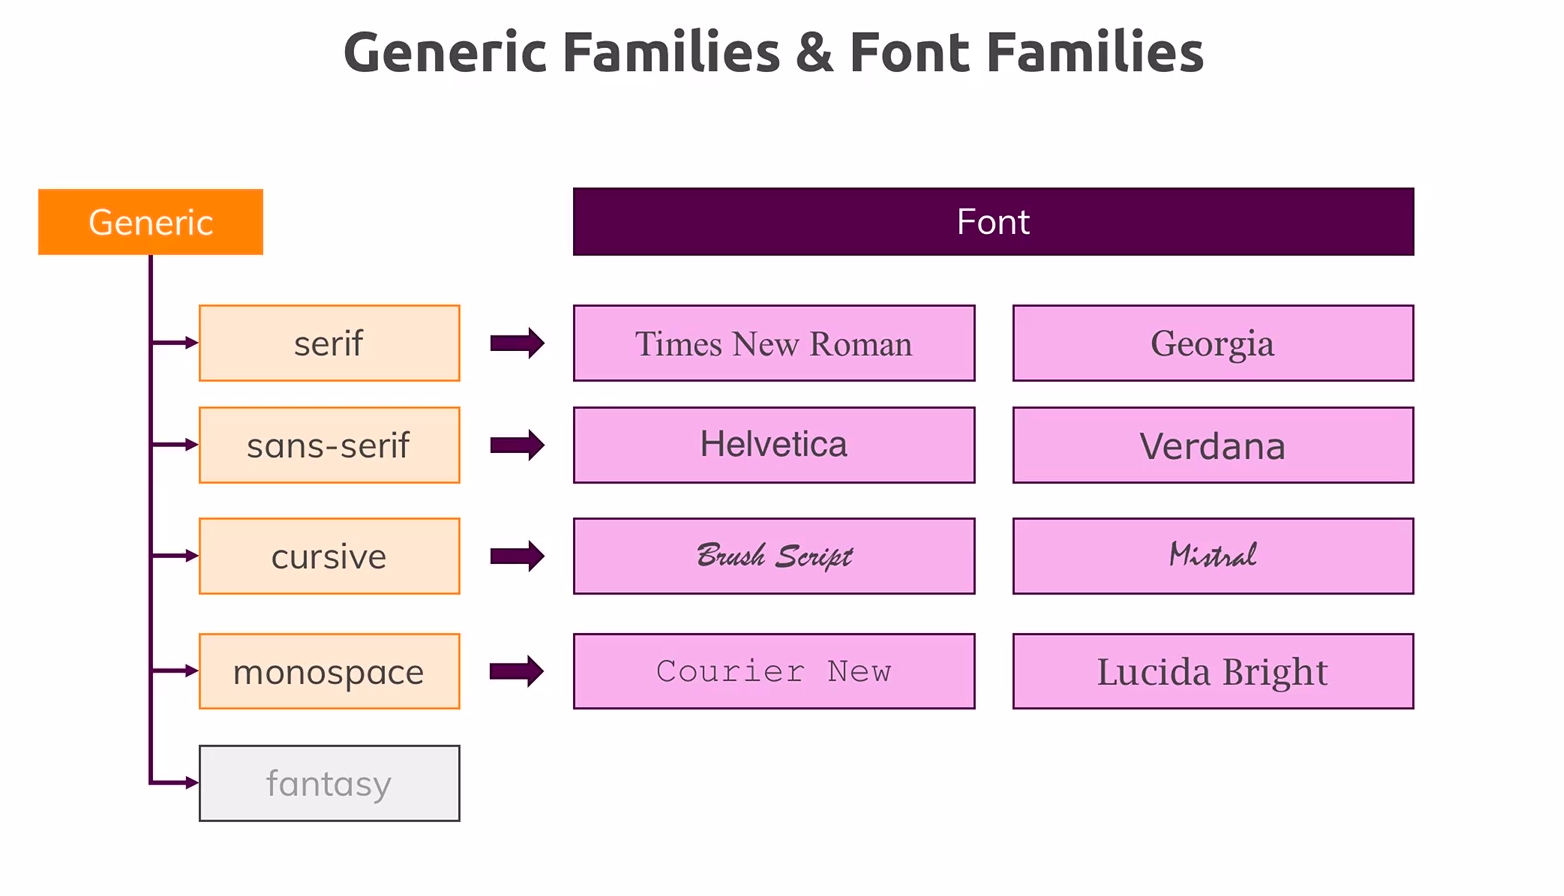 Generic Families & Font Families
Generic
Font
serif
Times New Roman
Georgia
sans-serif
Helvetica
Verdana
cursive
Brush Script
Mistral
monospace
Courier New
Lucida Bright
fantasy